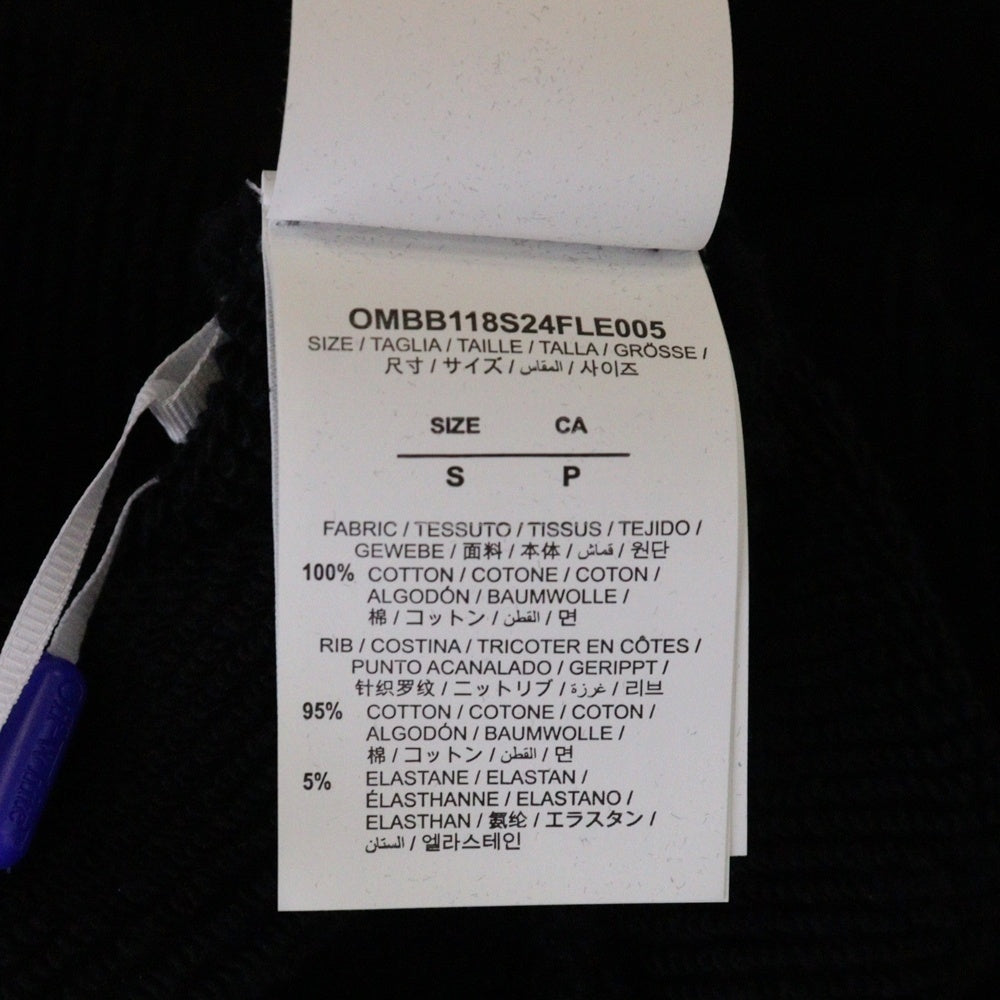 OMBB118S24FLE005
SIZE / TAGLIA / TAILLE / TALLA / GRÖSSE /
尺寸 / サイズ / المقاس / 사이즈
SIZE CA
S P
FABRIC / TESSUTO / TISSUS / TEJIDO /
GEWEBE / 面料 / 本体 / قماش / 원단
100% COTTON / COTONE / COTON /
ALGODÓN / BAUMWOLLE /
棉 / コットン / القطن / 면
RIB / COSTINA / TRICOTER EN CÔTES /
PUNTO ACANALADO / GERIPPT /
针织罗纹 / ニットリブ / غرزة / 리브
95% COTTON / COTONE / COTON /
ALGODÓN / BAUMWOLLE /
棉 / コットン / القطن / 면
5% ELASTANE / ELASTAN /
ÉLASTHANNE / ELASTANO /
ELASTHAN / 氨纶 / エラスタン /
الستان / 엘라스테인
Off-White